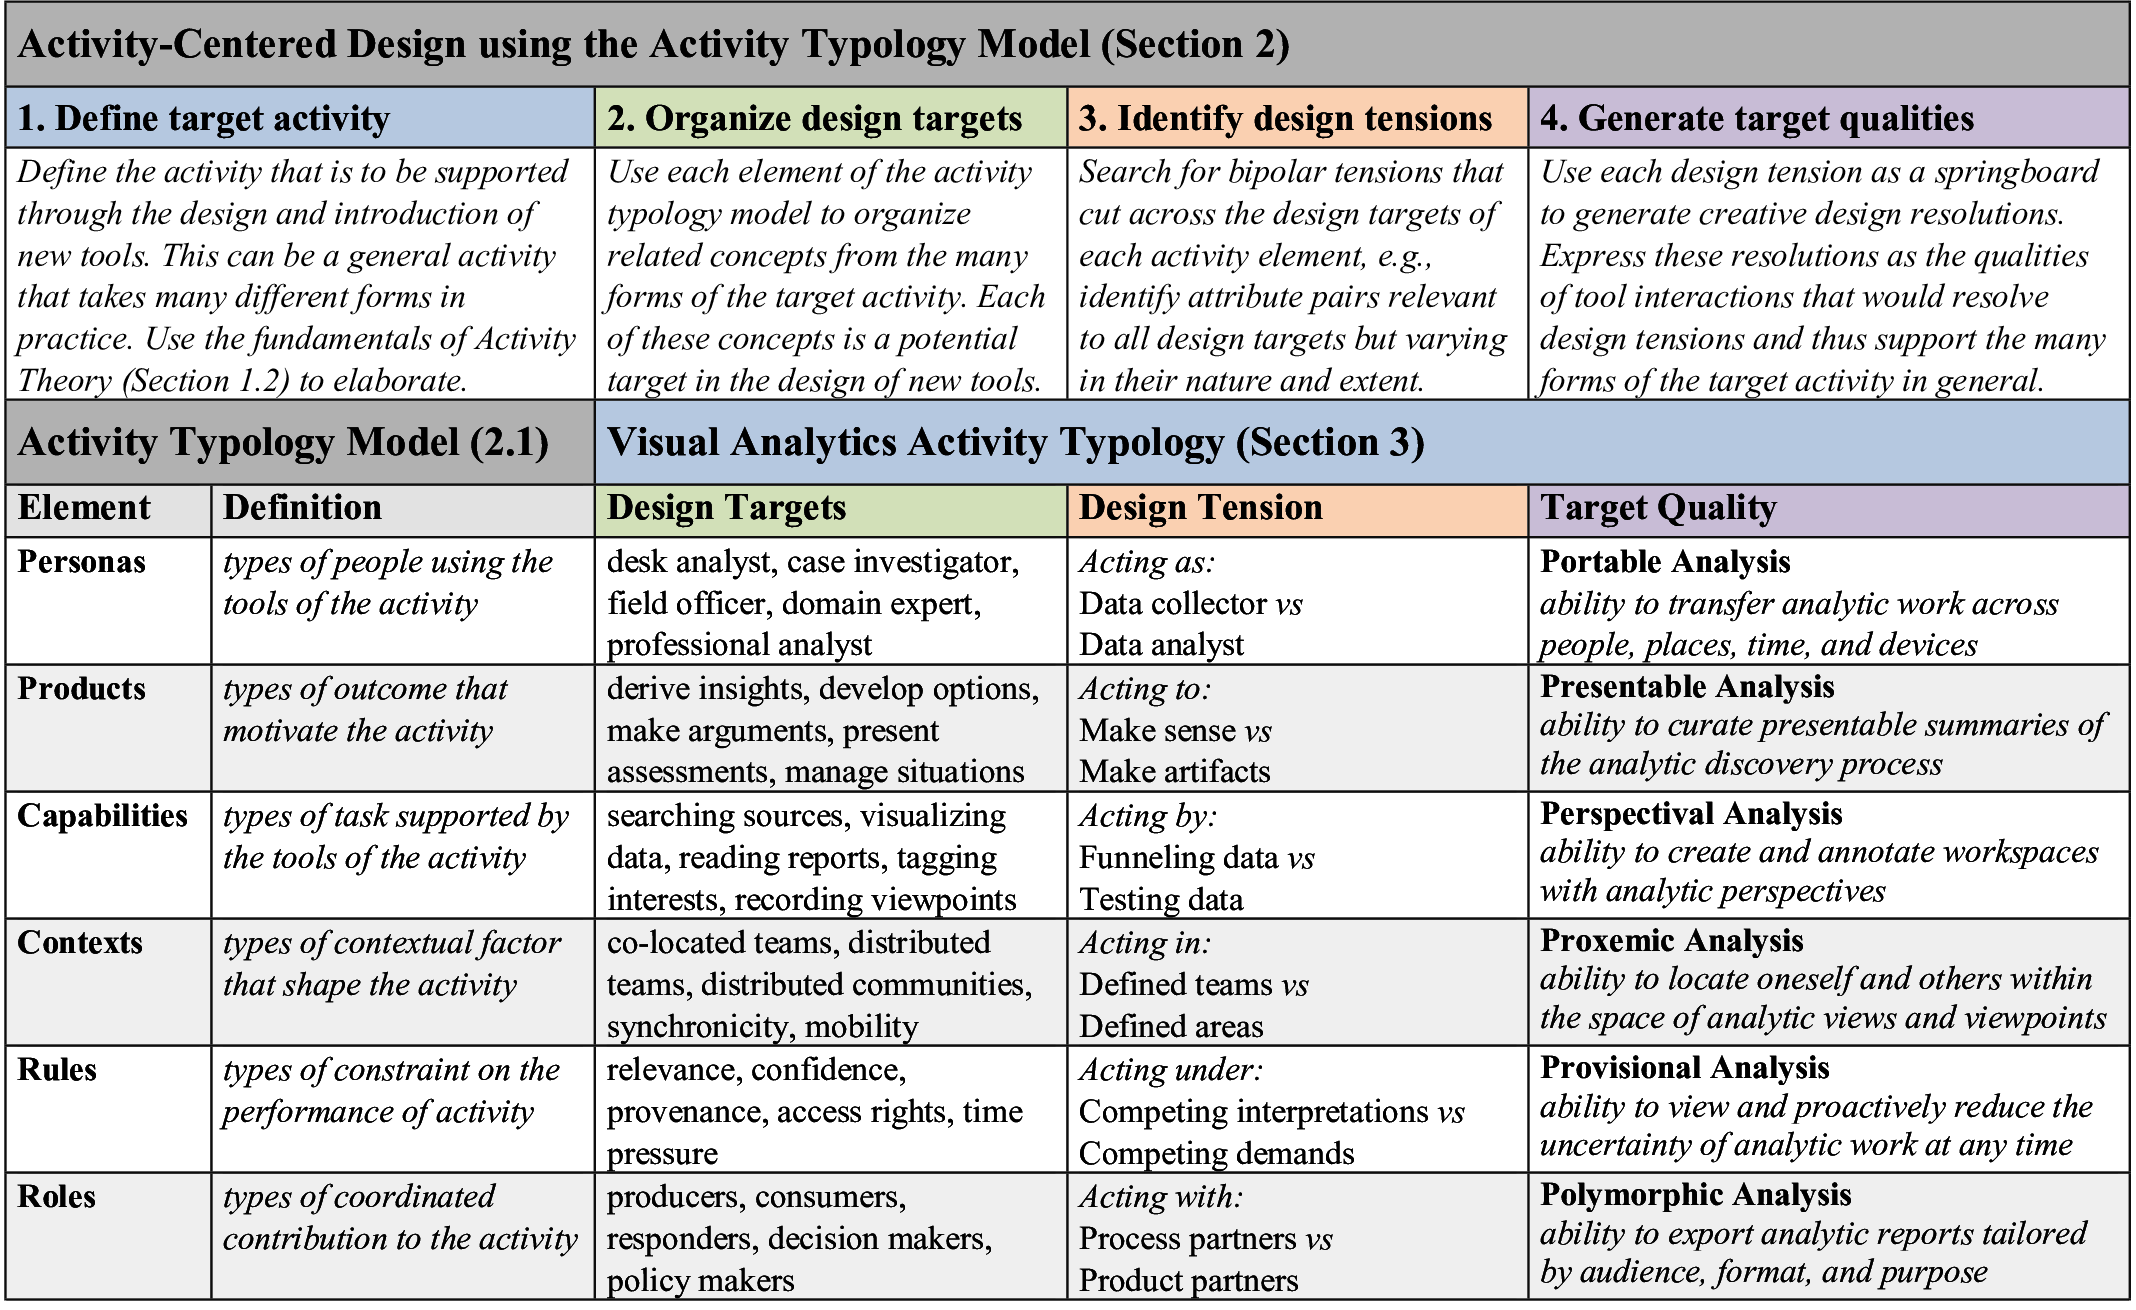 Activity-Centered Design using the Activity Typology Model (Section 2)
1. Define target activity
2. Organize design targets
3. Identify design tensions
4. Generate target qualities
Define the activity that is to be supported
through the design and introduction of
new tools. This can be a general activity
that takes many different forms in
practice. Use the fundamentals of Activity
Theory (Section 1.2) to elaborate.
Use each element of the activity
typology model to organize
related concepts from the many
forms of the target activity. Each
of these concepts is a potential
target in the design of new tools.
Search for bipolar tensions that
cut across the design targets of
each activity element, e.g.,
identify attribute pairs relevant
to all design targets but varying
in their nature and extent.
Use each design tension as a springboard
to generate creative design resolutions.
Express these resolutions as the qualities
of tool interactions that would resolve
design tensions and thus support the many
forms of the target activity in general.
Activity Typology Model (2.1)
Visual Analytics Activity Typology (Section 3)
Element
Definition
Design Targets
Design Tension
Target Quality
Personas
types of people using the
tools of the activity
desk analyst, case investigator,
field officer, domain expert,
professional analyst
Acting as:
Data collector vs
Data analyst
Portable Analysis
ability to transfer analytic work across
people, places, time, and devices
Products
types of outcome that
motivate the activity
derive insights, develop options,
make arguments, present
assessments, manage situations
Acting to:
Make sense vs
Make artifacts
Presentable Analysis
ability to curate presentable summaries of
the analytic discovery process
Capabilities
types of task supported by
the tools of the activity
searching sources, visualizing
data, reading reports, tagging
interests, recording viewpoints
Acting by:
Funneling data vs
Testing data
Perspectival Analysis
ability to create and annotate workspaces
with analytic perspectives
Contexts
types of contextual factor
that shape the activity
co-located teams, distributed
teams, distributed communities,
synchronicity, mobility
Acting in:
Defined teams vs
Defined areas
Proxemic Analysis
ability to locate oneself and others within
the space of analytic views and viewpoints
Rules
types of constraint on the
performance of activity
relevance, confidence,
provenance, access rights, time
pressure
Acting under:
Competing interpretations vs
Competing demands
Provisional Analysis
ability to view and proactively reduce the
uncertainty of analytic work at any time
Roles
types of coordinated
contribution to the activity
producers, consumers,
responders, decision makers,
policy makers
Acting with:
Process partners vs
Product partners
Polymorphic Analysis
ability to export analytic reports tailored
by audience, format, and purpose